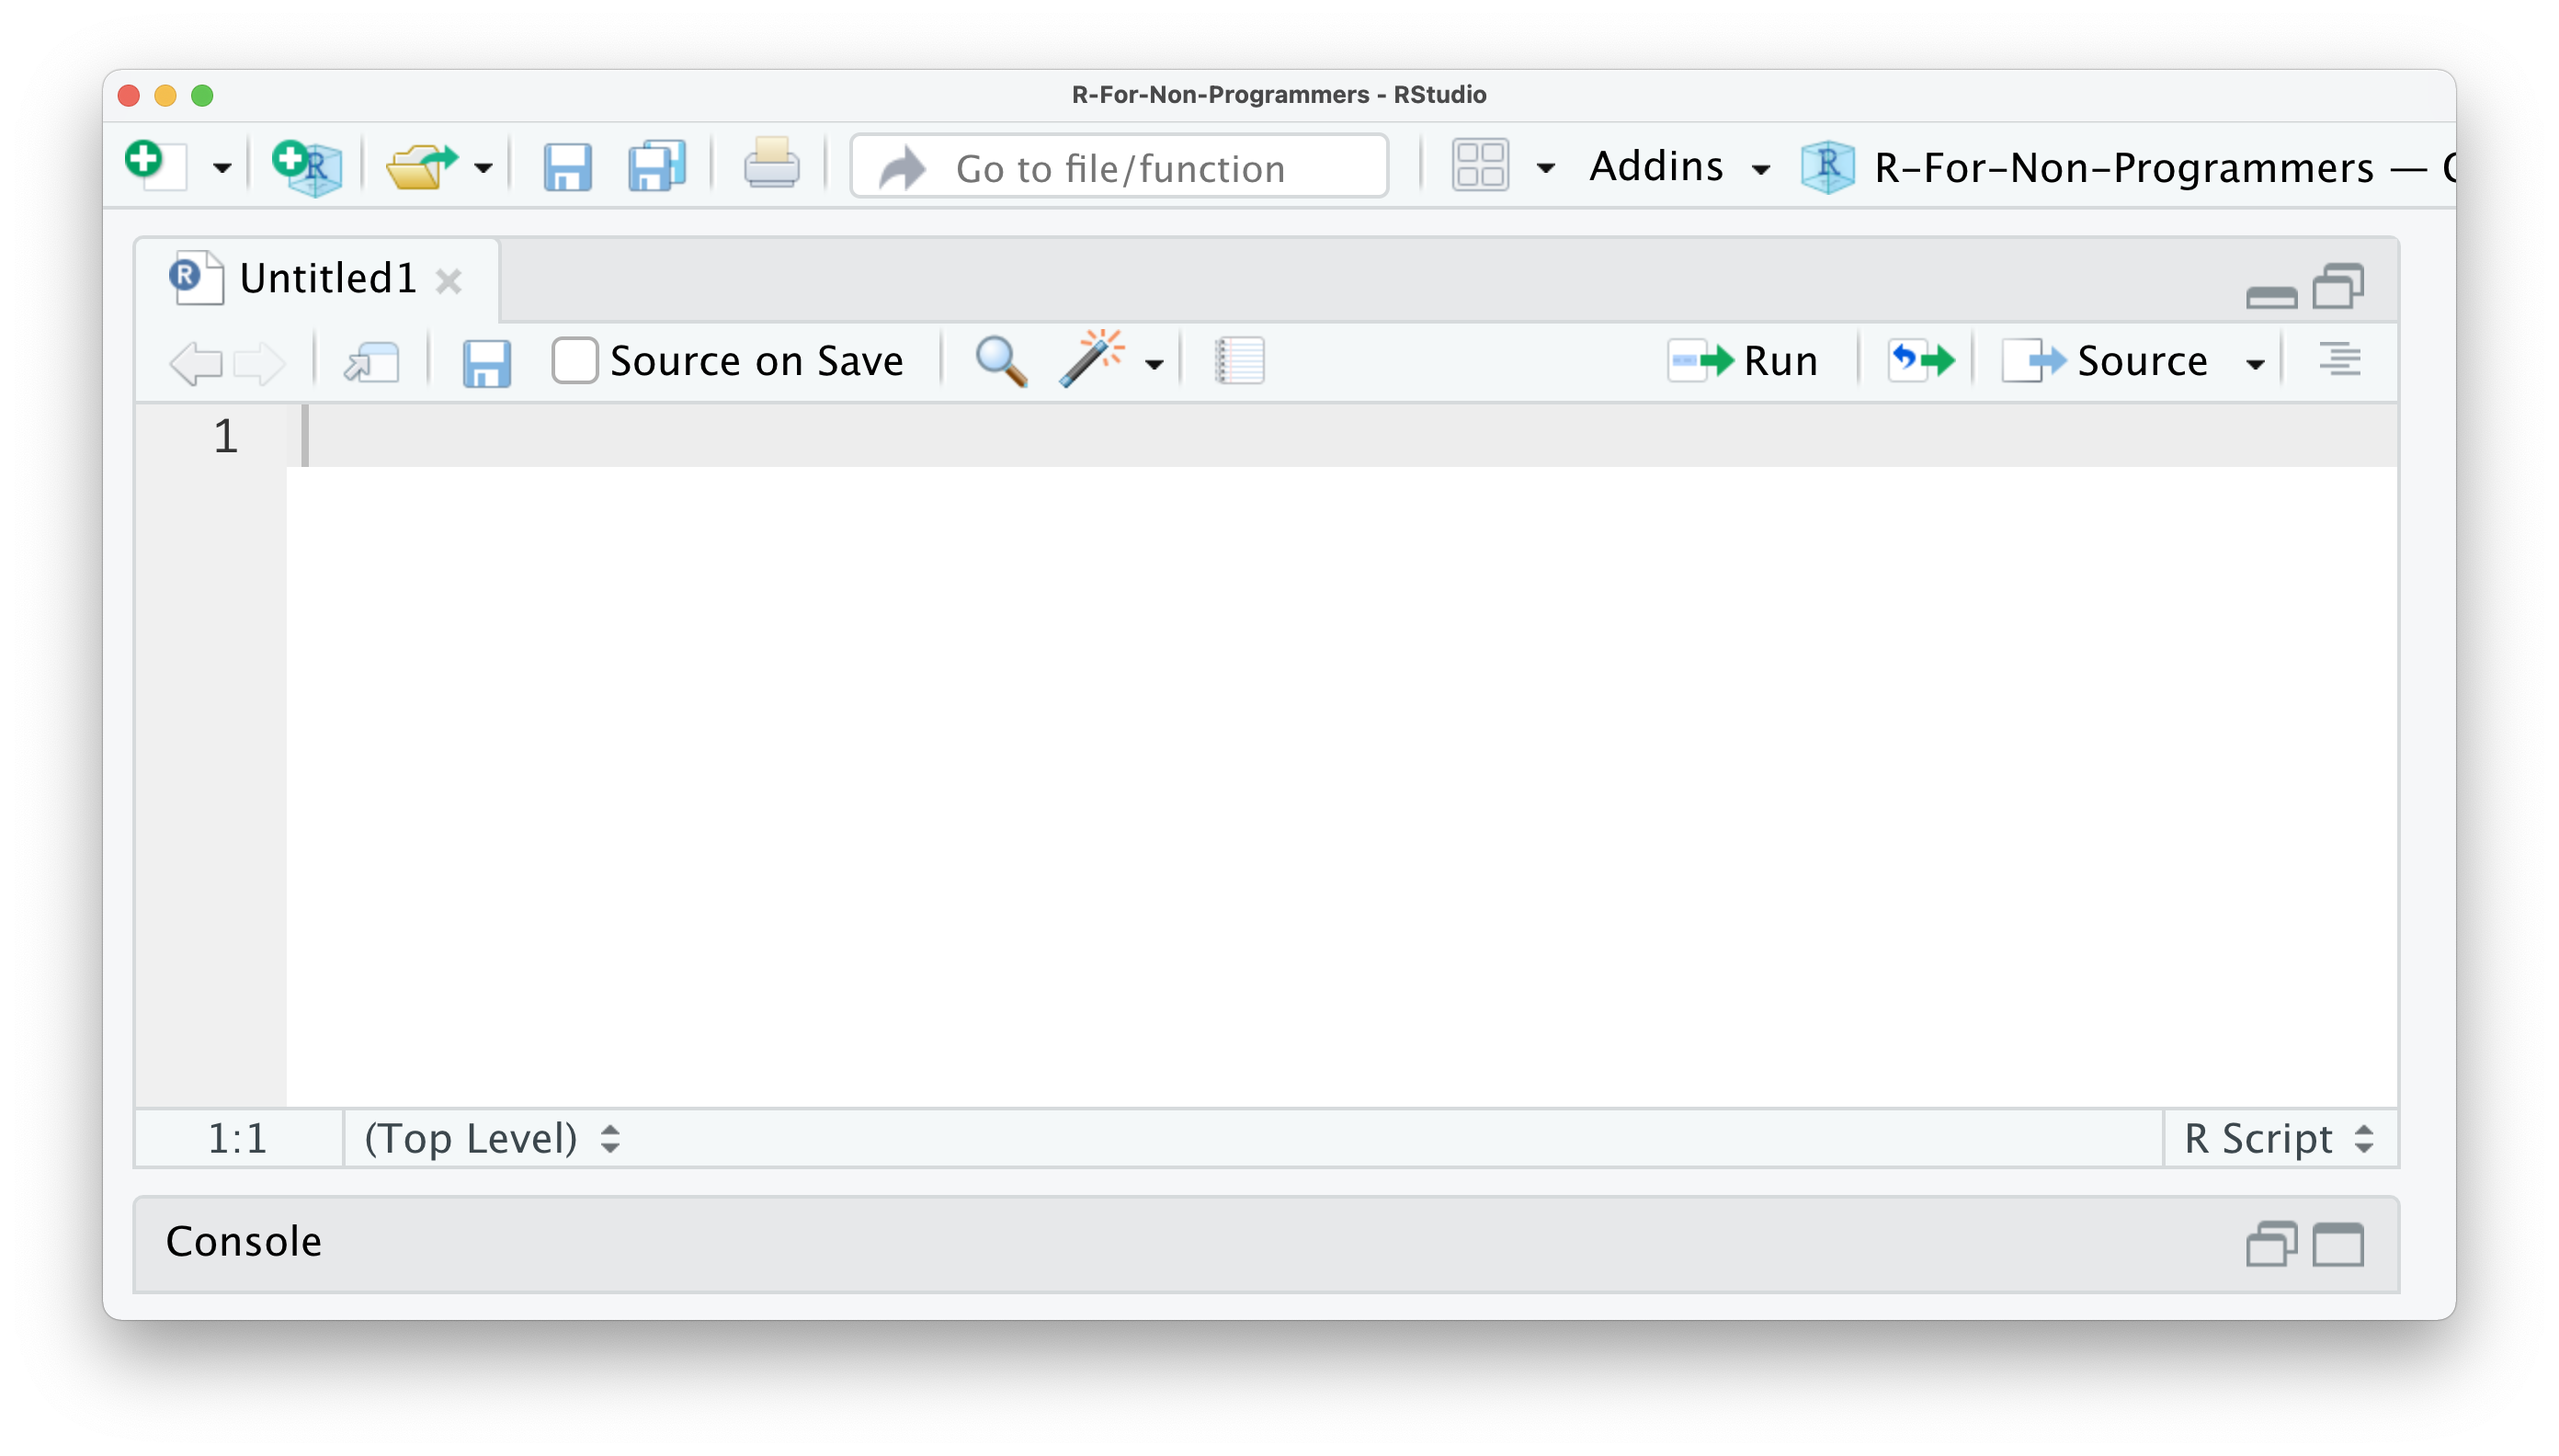 R-For-Non-Programmers - RStudio
Go to file/function Addins R-For-Non-Programmers —
Untitled1
Source on Save Run Source
1
1:1 (Top Level) R Script
Console